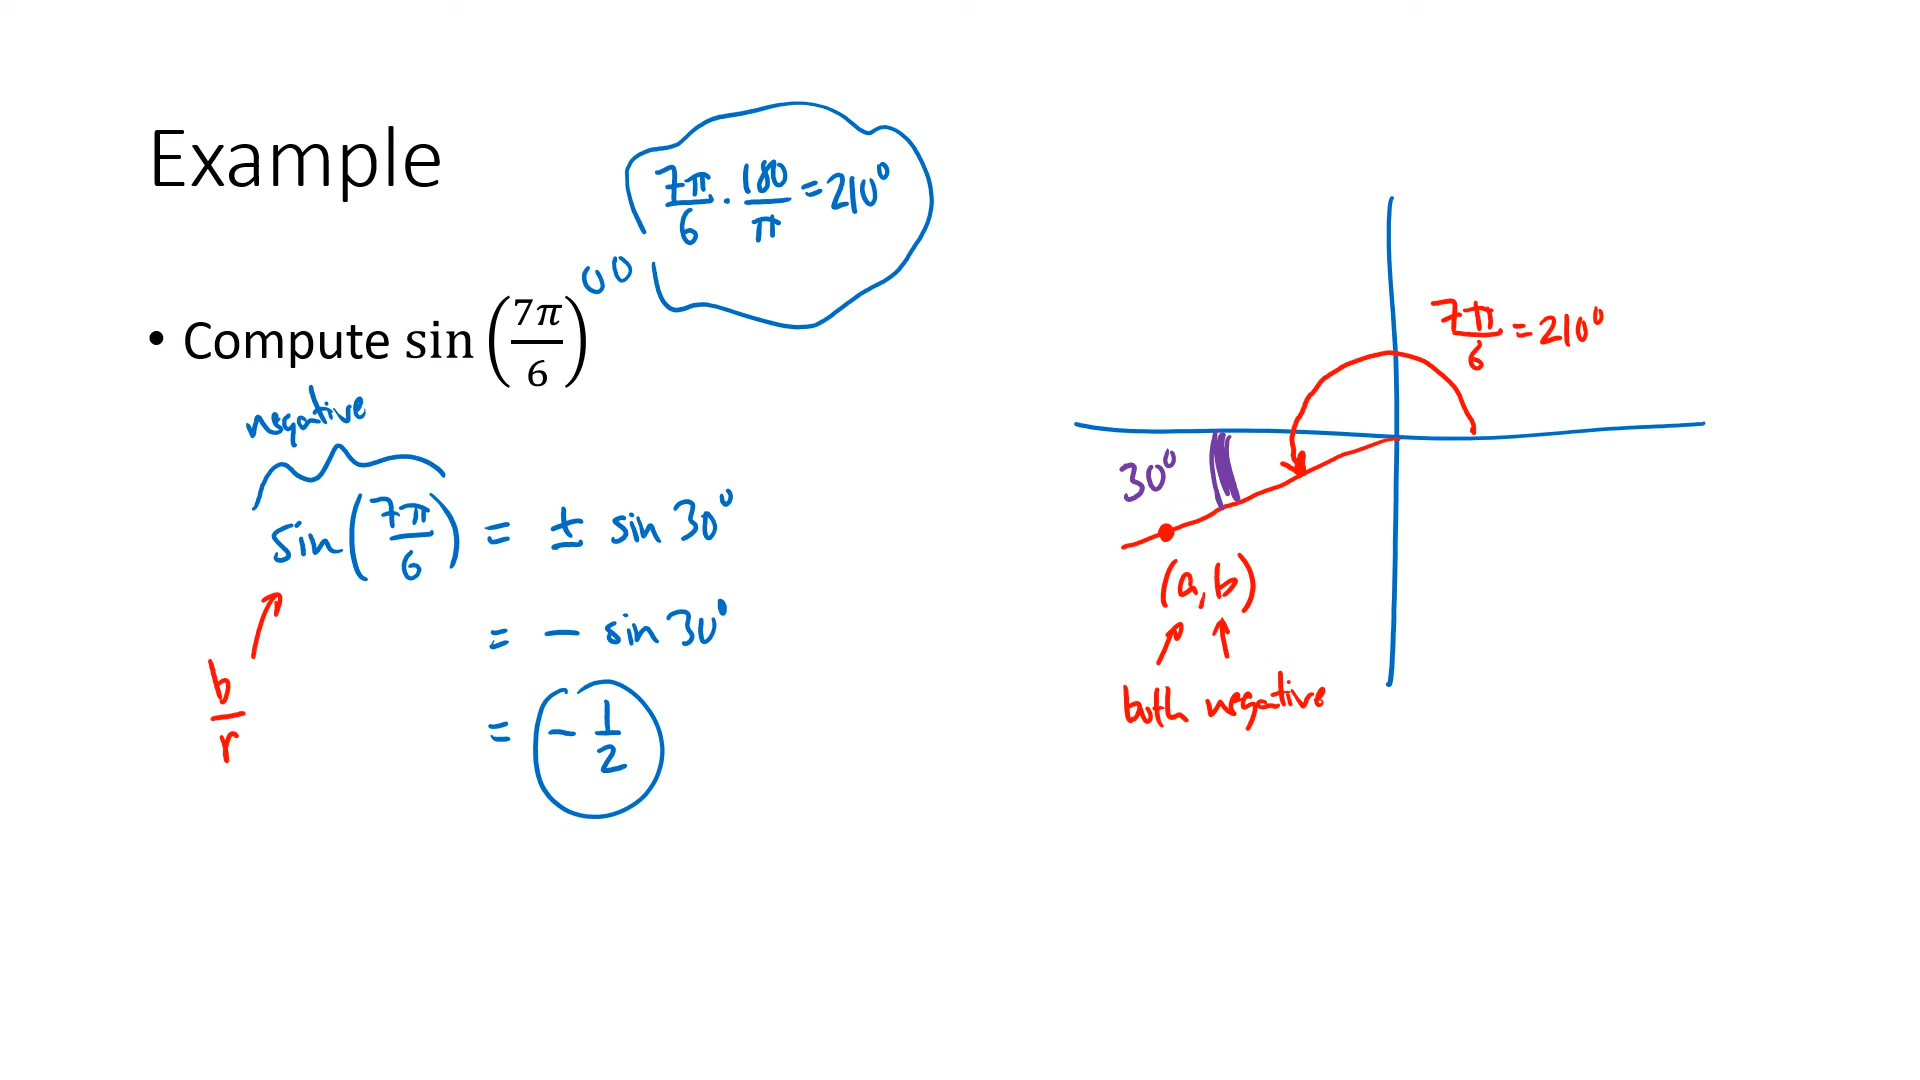 Example
7π/6 · 180/π = 210°
• Compute sin(7π/6)
negative
sin(7π/6) = ± sin 30°
= − sin 30°
= − 1/2
b/r
7π/6 = 210°
30°
(a, b)
both negative